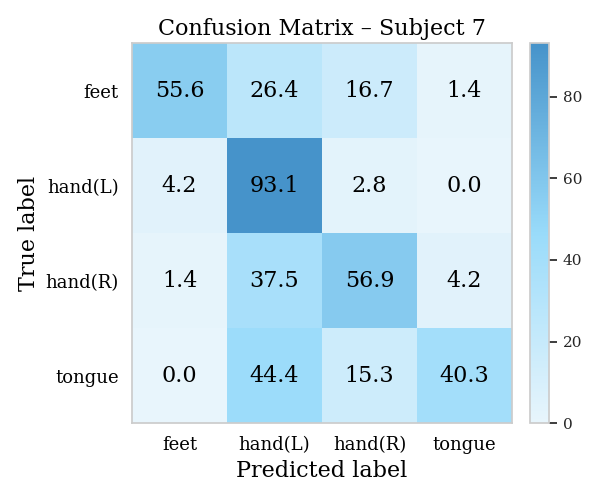 Confusion Matrix – Subject 7
feet 55.6 26.4 16.7 1.4
hand(L) 4.2 93.1 2.8 0.0
hand(R) 1.4 37.5 56.9 4.2
tongue 0.0 44.4 15.3 40.3
feet hand(L) hand(R) tongue
Predicted label
True label
80
60
40
20
0